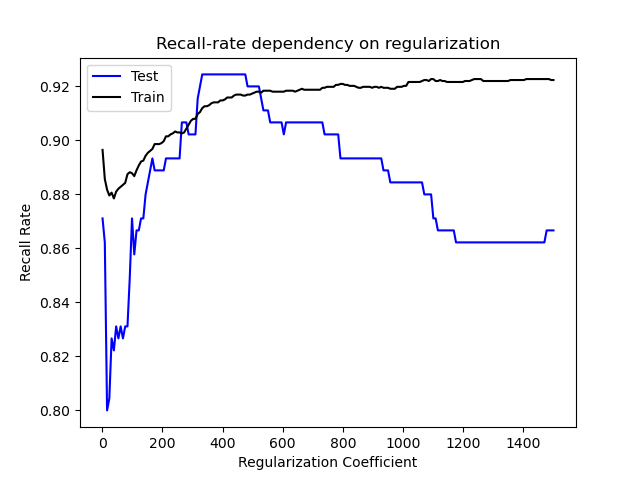 Recall-rate dependency on regularization
Test
Train
Recall Rate
0.92
0.90
0.88
0.86
0.84
0.82
0.80
0 200 400 600 800 1000 1200 1400
Regularization Coefficient